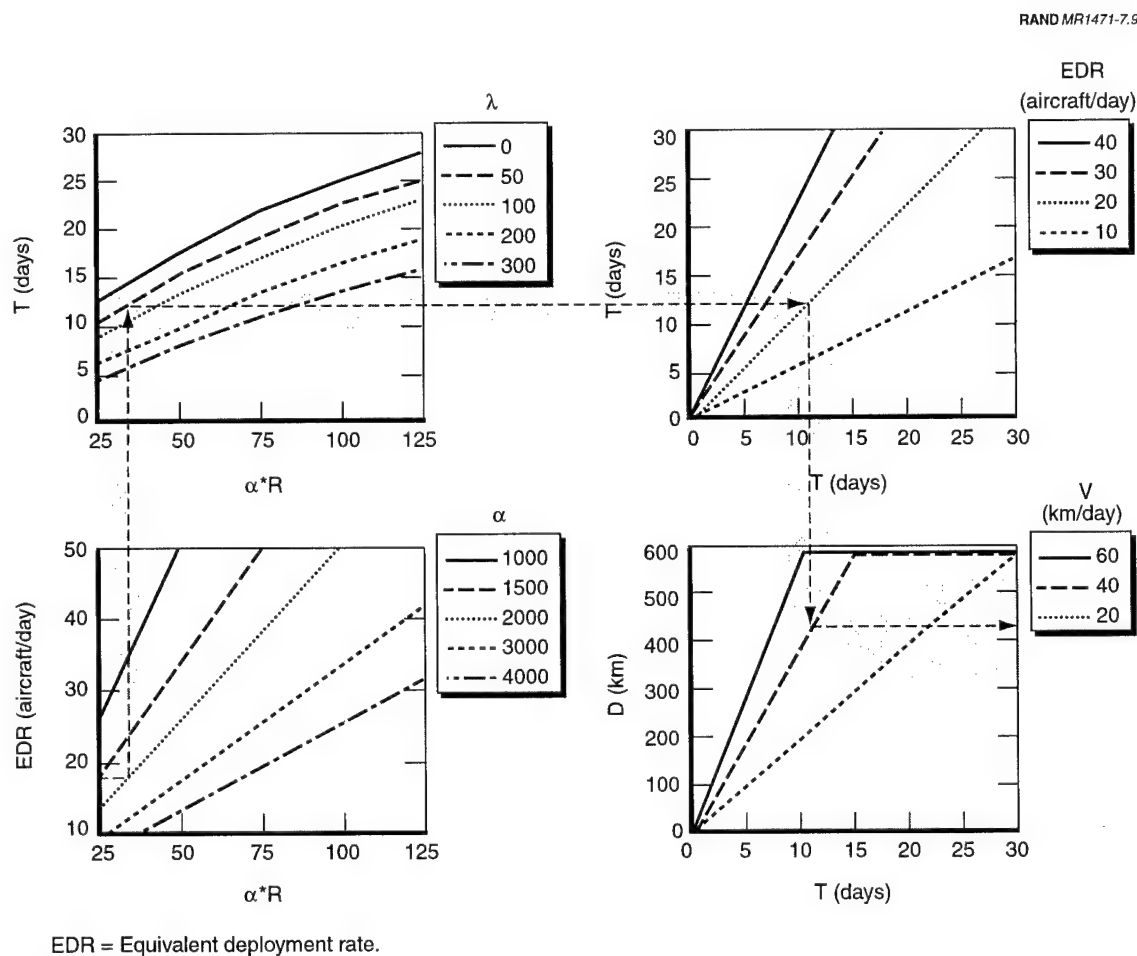 RAND MR1471-7.9
λ
0
50
100
200
300
30
25
20
15
10
5
0
T (days)
25 50 75 100 125
α*R
EDR
(aircraft/day)
40
30
20
10
30
25
20
15
10
5
0
T (days)
0 5 10 15 20 25 30
T (days)
α
1000
1500
2000
3000
4000
50
40
30
20
10
EDR (aircraft/day)
25 50 75 100 125
α*R
V
(km/day)
60
40
20
600
500
400
300
200
100
0
D (km)
0 5 10 15 20 25 30
T (days)
EDR = Equivalent deployment rate.